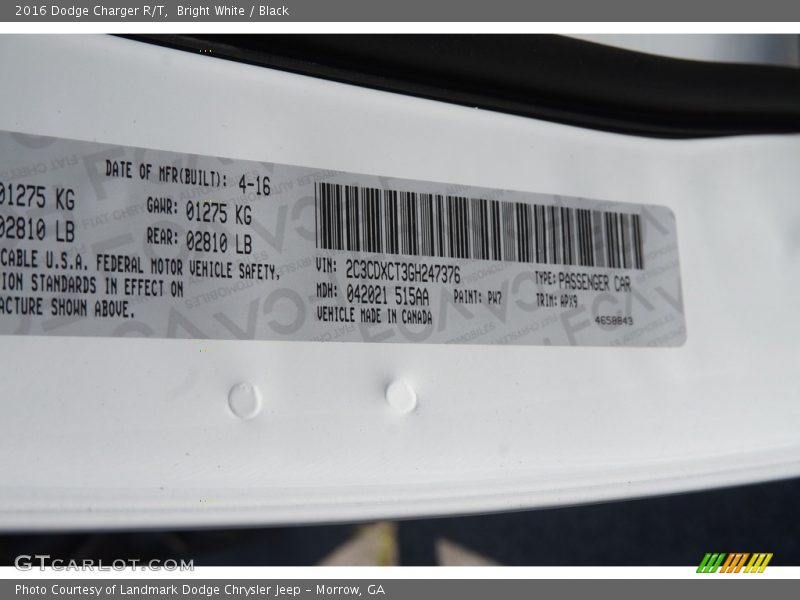 2016 Dodge Charger R/T, Bright White / Black
DATE OF MFR(BUILT): 4-16
01275 KG
GAWR: 01275 KG
02810 LB
REAR: 02810 LB
CABLE U.S.A. FEDERAL MOTOR VEHICLE SAFETY,
ION STANDARDS IN EFFECT ON
ACTURE SHOWN ABOVE.
VIN: 2C3CDXCT3GH247376
TYPE: PASSENGER CAR
MDH: 042021 515AA
PAINT: PW7
TRIM: APX9
VEHICLE MADE IN CANADA
4658843
GTCARLOT.COM
Photo Courtesy of Landmark Dodge Chrysler Jeep – Morrow, GA